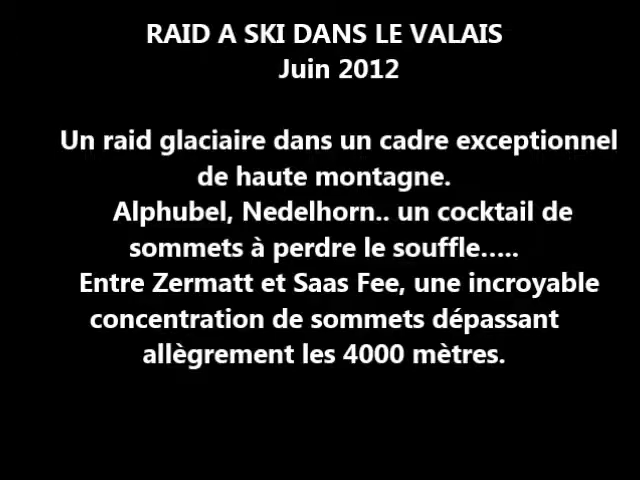 RAID A SKI DANS LE VALAIS
Juin 2012
Un raid glaciaire dans un cadre exceptionnel
de haute montagne.
Alphubel, Nedelhorn.. un cocktail de
sommets à perdre le souffle.....
Entre Zermatt et Saas Fee, une incroyable
concentration de sommets dépassant
allègrement les 4000 mètres.